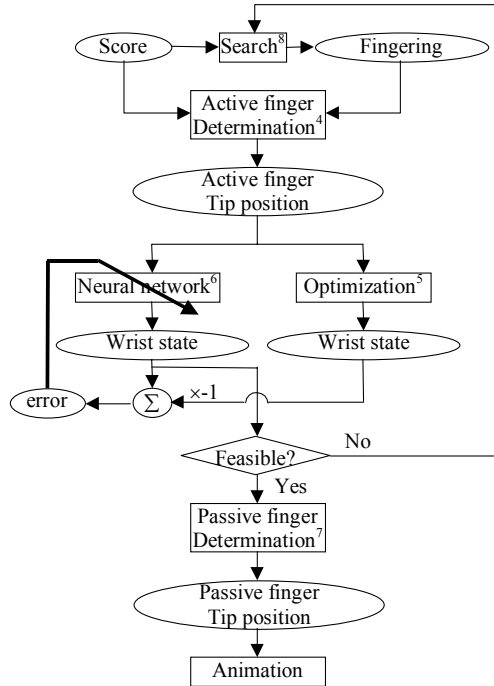 Score
Search8
Fingering
Active finger
Determination4
Active finger
Tip position
Neural network6
Optimization5
Wrist state
Wrist state
error
Σ
×-1
Feasible?
No
Yes
Passive finger
Determination7
Passive finger
Tip position
Animation